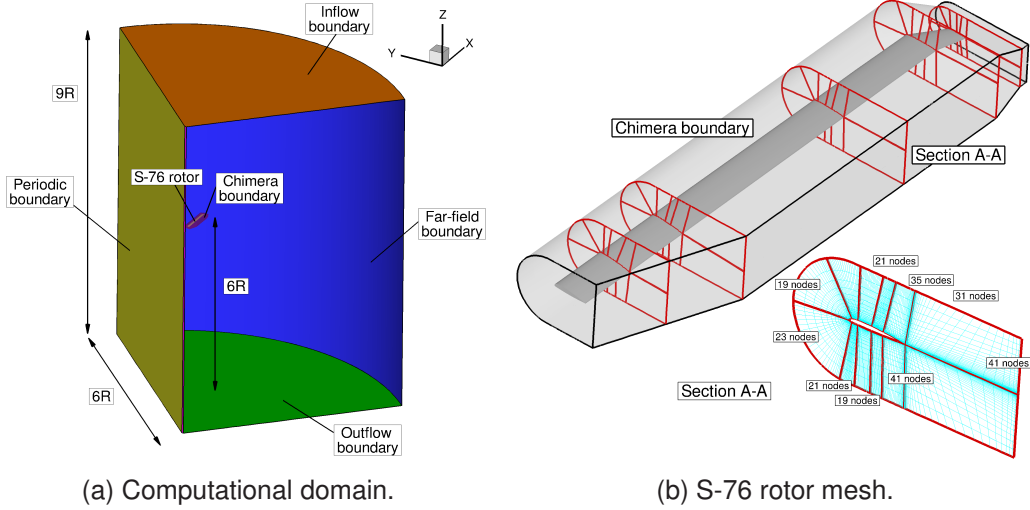 Inflow
boundary
Z
Y
X
9R
S-76 rotor
Chimera
boundary
Periodic
boundary
Far-field
boundary
6R
6R
Outflow
boundary
(a) Computational domain.
Chimera boundary
Section A-A
21 nodes
35 nodes
31 nodes
19 nodes
23 nodes
41 nodes
41 nodes
21 nodes
19 nodes
Section A-A
(b) S-76 rotor mesh.